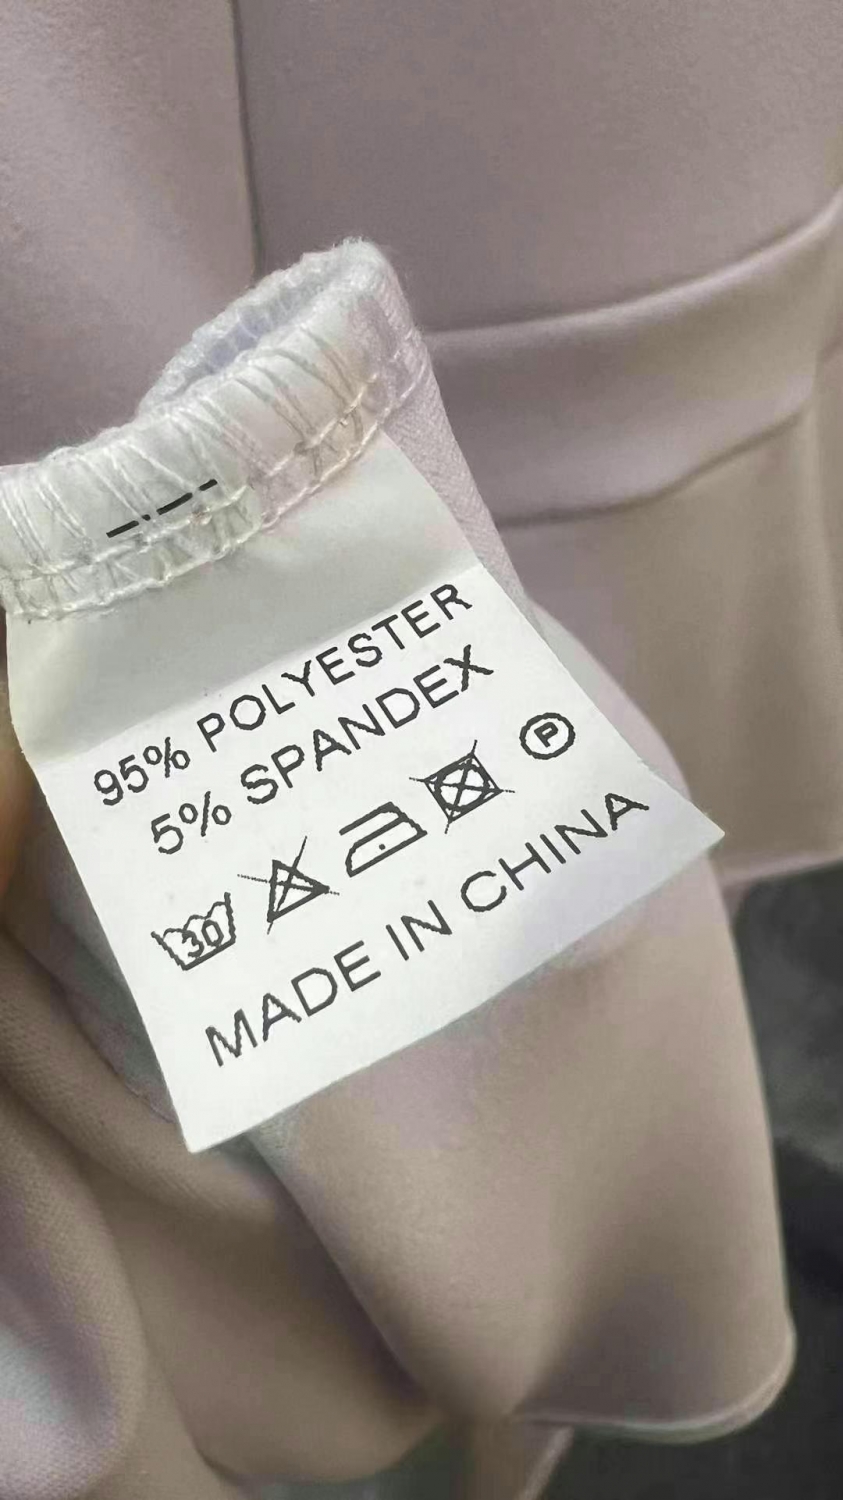 95% POLYESTER
5% SPANDEX
30 P
MADE IN CHINA